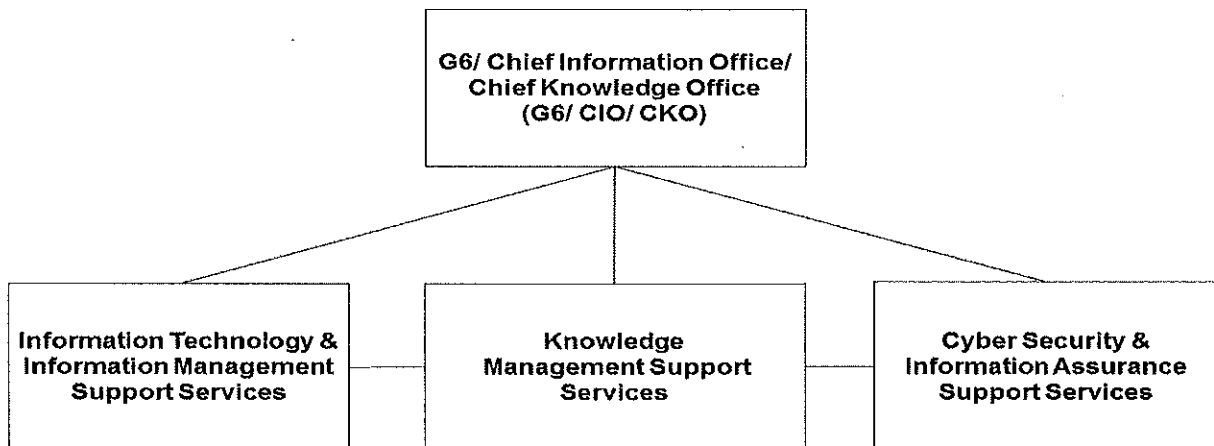 G6/ Chief Information Office/
Chief Knowledge Office
(G6/ CIO/ CKO)
Information Technology &
Information Management
Support Services
Knowledge
Management Support
Services
Cyber Security &
Information Assurance
Support Services